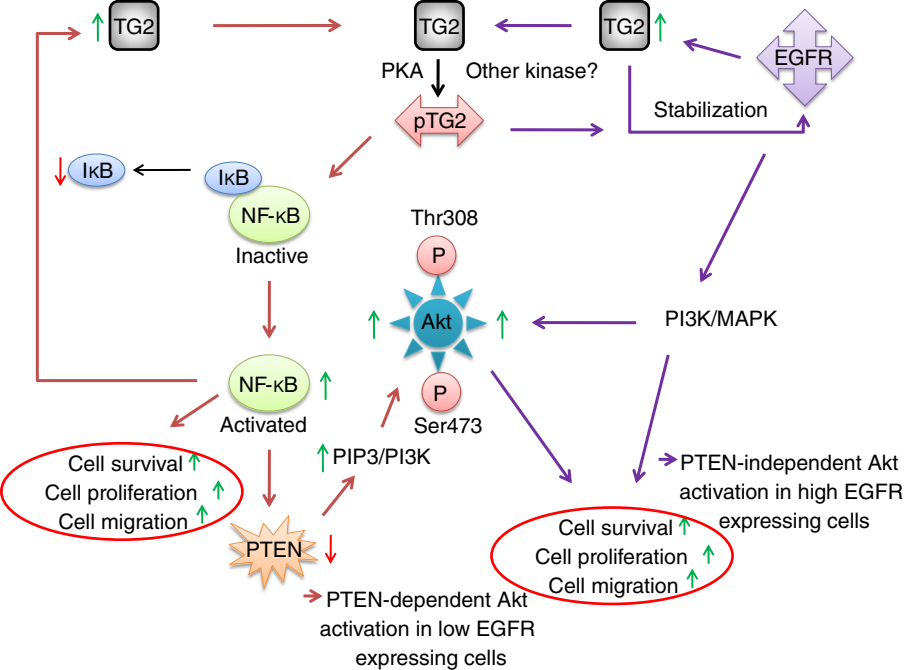 TG2
TG2
TG2
EGFR
PKA
Other kinase?
Stabilization
pTG2
IκB
IκB
NF-κB
Inactive
Thr308
P
Akt
PI3K/MAPK
NF-κB
Activated
P
Ser473
Cell survival
Cell proliferation
Cell migration
PIP3/PI3K
PTEN
PTEN-independent Akt
activation in high EGFR
expressing cells
Cell survival
Cell proliferation
Cell migration
PTEN-dependent Akt
activation in low EGFR
expressing cells